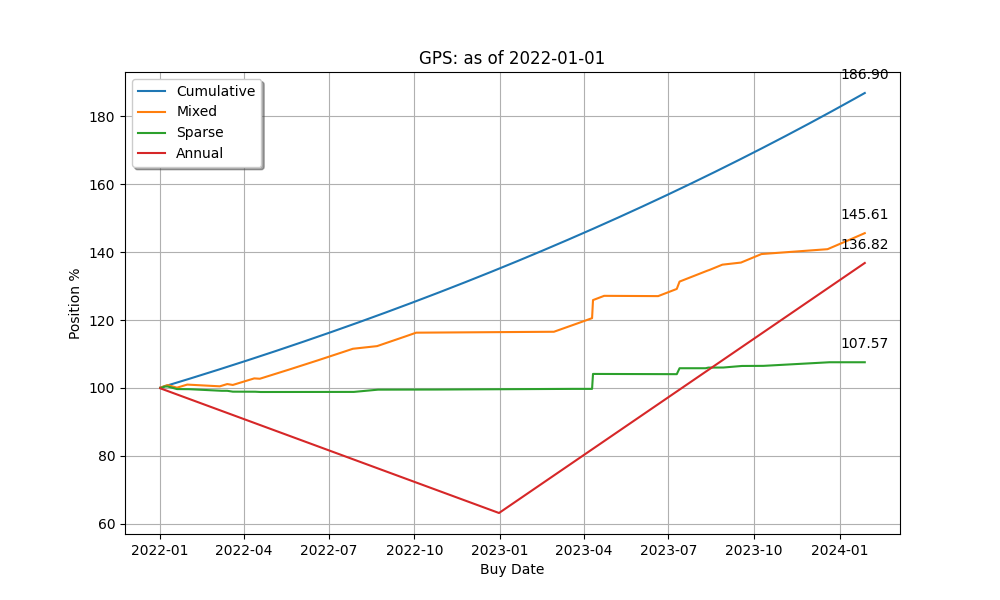 GPS: as of 2022-01-01
186.90
Cumulative
Mixed
Sparse
Annual
180
160
145.61
140
136.82
120
107.57
100
80
60
Position %
2022-01 2022-04 2022-07 2022-10 2023-01 2023-04 2023-07 2023-10 2024-01
Buy Date